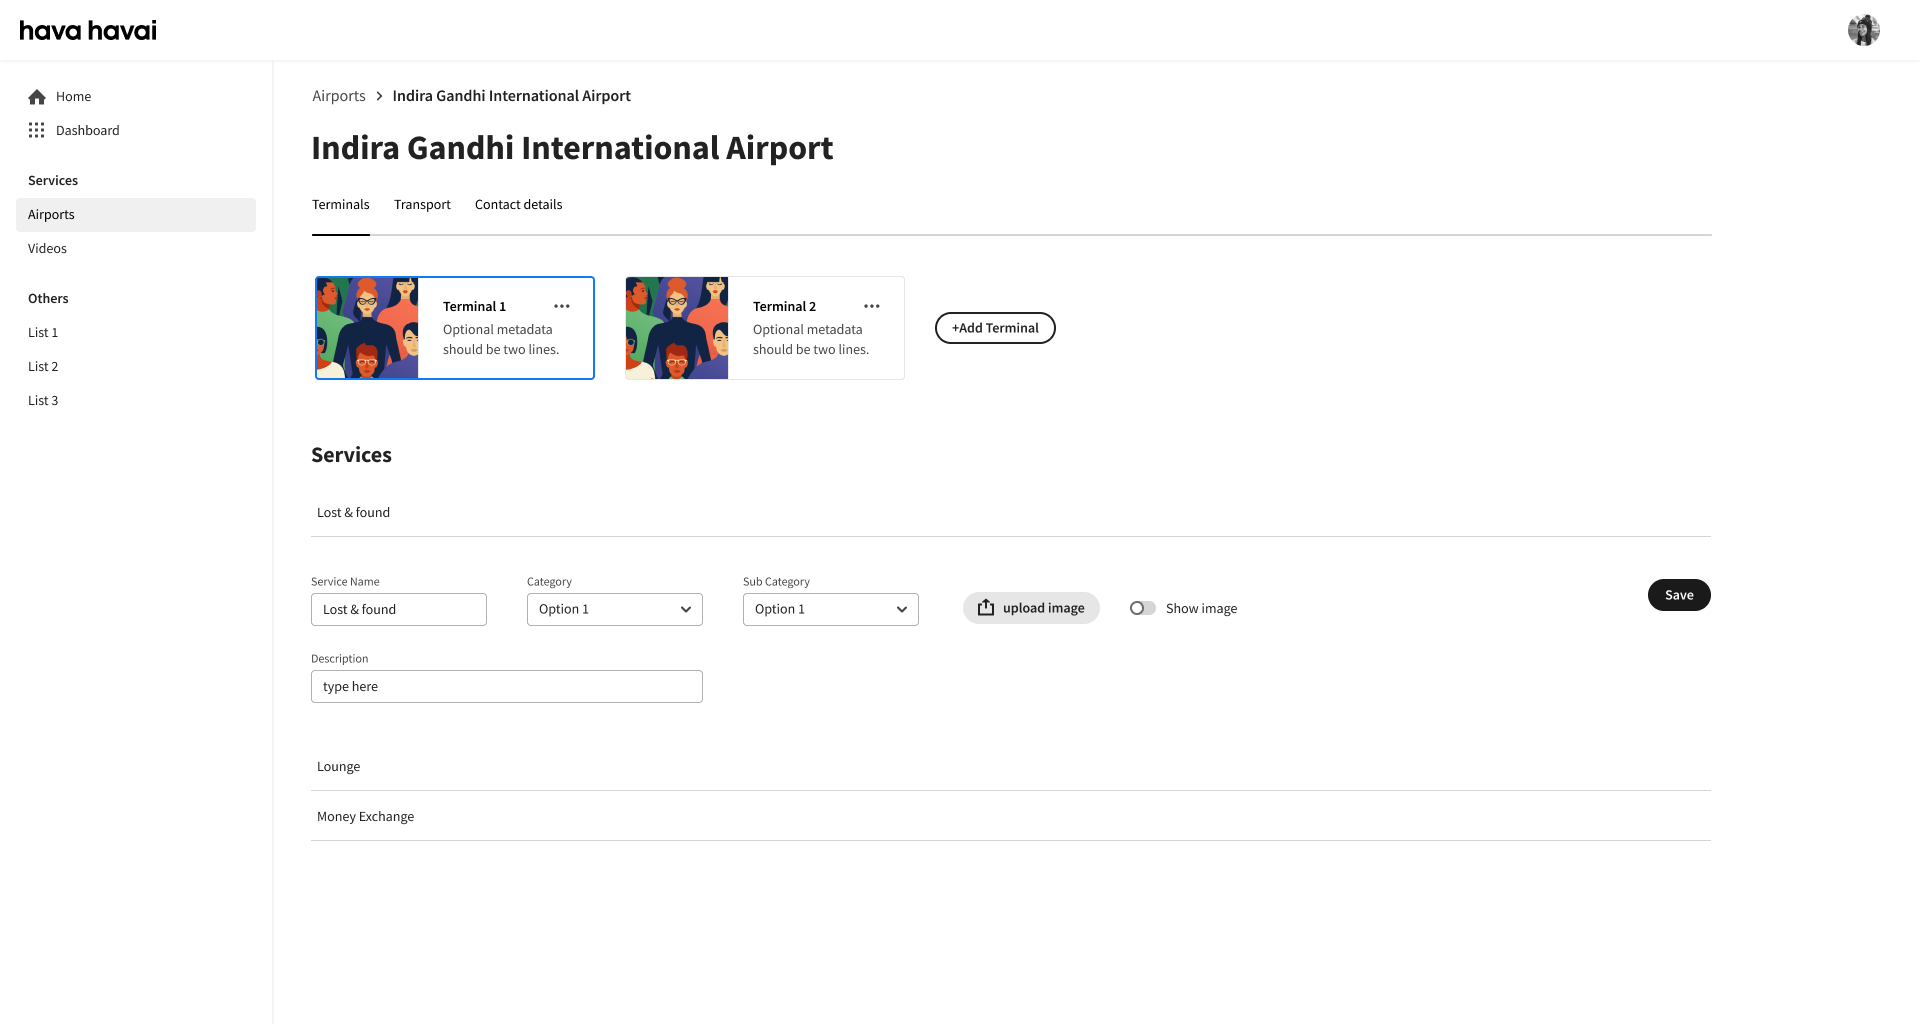 hava havai
Home
Dashboard
Services
Airports
Videos
Others
List 1
List 2
List 3
Airports > Indira Gandhi International Airport
Indira Gandhi International Airport
Terminals Transport Contact details
Terminal 1
Optional metadata
should be two lines.
Terminal 2
Optional metadata
should be two lines.
+Add Terminal
Services
Lost & found
Service Name
Lost & found
Category
Option 1
Sub Category
Option 1
upload image
Show image
Save
Description
type here
Lounge
Money Exchange